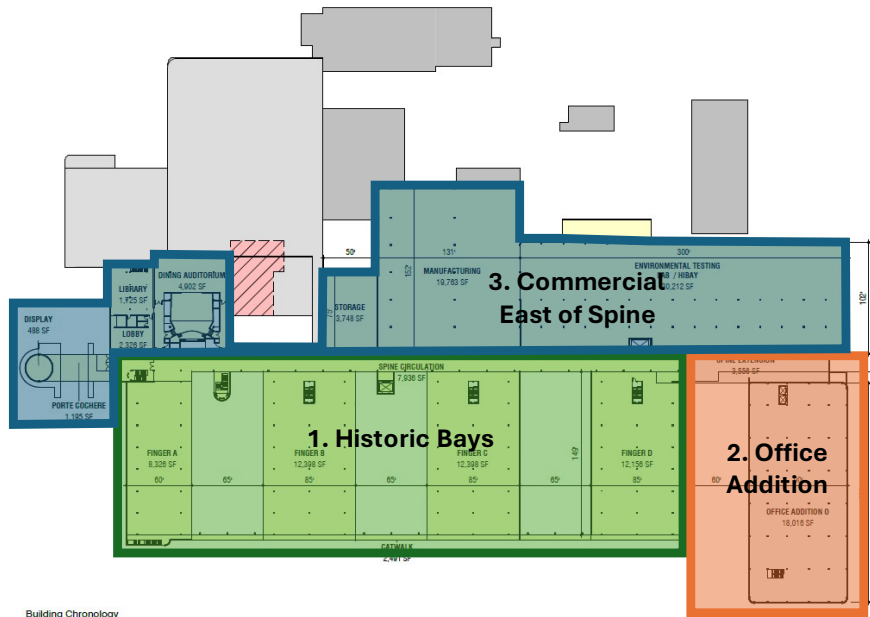 50'
131'
300'
152'
DINING AUDITORIUM
4,902 SF
MANUFACTURING
19,783 SF
ENVIRONMENTAL TESTING
3. Commercial
East of Spine
LIBRARY
STORAGE
3,748 SF
102'
DISPLAY
488 SF
LOBBY
2,326 SF
PORTE COCHERE
1,195 SF
SPINE CIRCULATION
7,936 SF
SPINE EXTENSION
3,556 SF
1. Historic Bays
FINGER A
8,326 SF
FINGER B
12,398 SF
FINGER C
12,398 SF
FINGER D
12,156 SF
149'
60'
65'
85'
65'
85'
65'
85'
60'
2. Office
Addition
OFFICE ADDITION O
18,016 SF
CATWALK
2,491 SF
Building Chronology